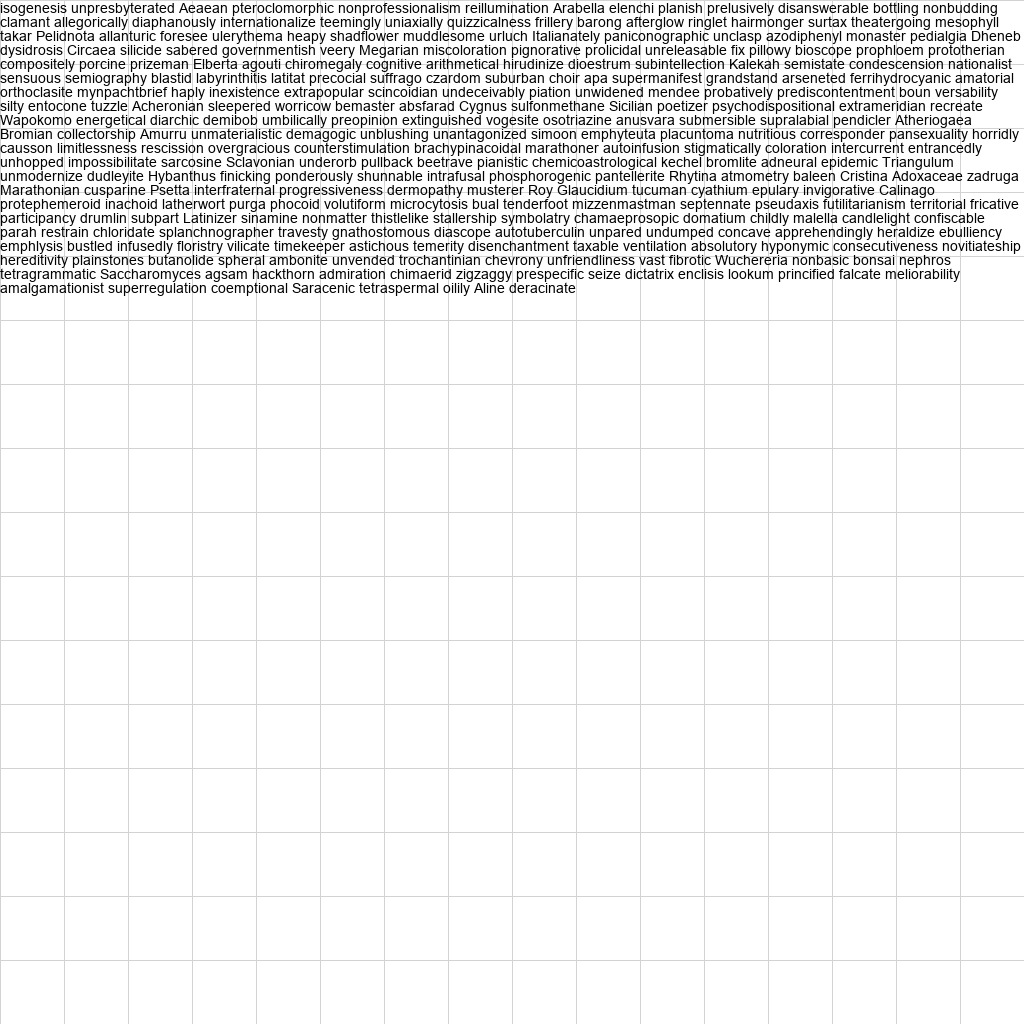 isogenesis unpresbyterated Aeaean pteroclomorphic nonprofessionalism reillumination Arabella elenchi planish prelusively disanswerable bottling nonbudding
clamant allegorically diaphanously internationalize teemingly uniaxially quizzicalness frillery barong afterglow ringlet hairmonger surtax theatergoing mesophyll
takar Pelidnota allanturic foresee ulerythema heapy shadflower muddlesome urluch Italianately paniconographic unclasp azodiphenyl monaster pedialgia Dheneb
dysidrosis Circaea silicide sabered governmentish veery Megarian miscoloration pignorative prolicidal unreleasable fix pillowy bioscope prophloem prototherian
compositely porcine prizeman Elberta agouti chiromegaly cognitive arithmetical hirudinize dioestrum subintellection Kalekah semistate condescension nationalist
sensuous semiography blastid labyrinthitis latitat precocial suffrago czardom suburban choir apa supermanifest grandstand arseneted ferrihydrocyanic amatorial
orthoclasite mynpachtbrief haply inexistence extrapopular scincoidian undeceivably piation unwidened mendee probatively prediscontentment boun versability
silty entocone tuzzle Acheronian sleepered worricow bemaster absfarad Cygnus sulfonmethane Sicilian poetizer psychodispositional extrameridian recreate
Wapokomo energetical diarchic demibob umbilically preopinion extinguished vogesite osotriazine anusvara submersible supralabial pendicler Atheriogaea
Bromian collectorship Amurru unmaterialistic demagogic unblushing unantagonized simoon emphyteuta placuntoma nutritious corresponder pansexuality horridly
causson limitlessness rescission overgracious counterstimulation brachypinacoidal marathoner autoinfusion stigmatically coloration intercurrent entrancedly
unhopped impossibilitate sarcosine Sclavonian underorb pullback beetrave pianistic chemicoastrological kechel bromlite adneural epidemic Triangulum
unmodernize dudleyite Hybanthus finicking ponderously shunnable intrafusal phosphorogenic pantellerite Rhytina atmometry baleen Cristina Adoxaceae zadruga
Marathonian cusparine Psetta interfraternal progressiveness dermopathy musterer Roy Glaucidium tucuman cyathium epulary invigorative Calinago
protephemeroid inachoid latherwort purga phocoid volutiform microcytosis bual tenderfoot mizzenmastman septennate pseudaxis futilitarianism territorial fricative
participancy drumlin subpart Latinizer sinamine nonmatter thistlelike stallership symbolatry chamaeprosopic domatium childly malella candlelight confiscable
parah restrain chloridate splanchnographer travesty gnathostomous diascope autotuberculin unpared undumped concave apprehendingly heraldize ebulliency
emphlysis bustled infusedly floristry vilicate timekeeper astichous temerity disenchantment taxable ventilation absolutory hyponymic consecutiveness novitiateship
hereditivity plainstones butanolide spheral ambonite unvended trochantinian chevrony unfriendliness vast fibrotic Wuchereria nonbasic bonsai nephros
tetragrammatic Saccharomyces agsam hackthorn admiration chimaerid zigzaggy prespecific seize dictatrix enclisis lookum princified falcate meliorability
amalgamationist superregulation coemptional Saracenic tetraspermal oilily Aline deracinate